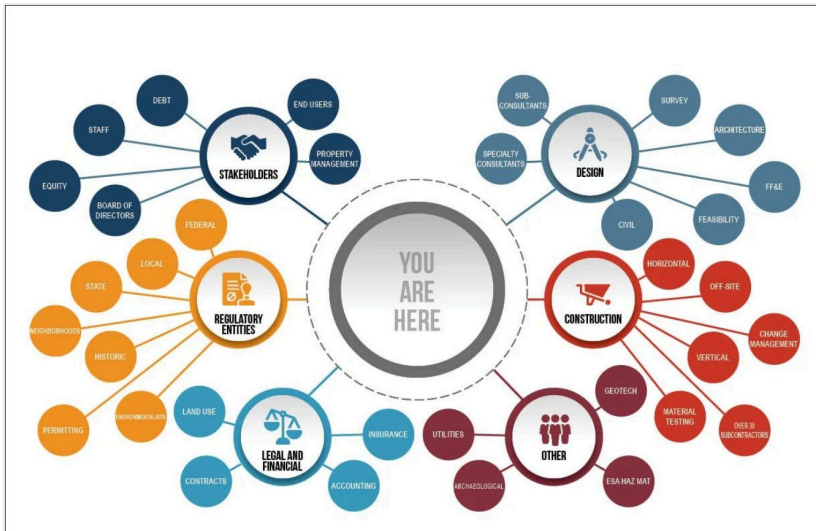 DEBT
END USERS
STAFF
STAKEHOLDERS
PROPERTY
MANAGEMENT
EQUITY
BOARD OF
DIRECTORS
SUB-
CONSULTANTS
SURVEY
SPECIALTY
CONSULTANTS
DESIGN
ARCHITECTURE
FF&E
FEASIBILITY
CIVIL
YOU
ARE
HERE
FEDERAL
LOCAL
STATE
REGULATORY
ENTITIES
NEIGHBORHOODS
HISTORIC
PERMITTING
ENVIRONMENTALISTS
HORIZONTAL
OFF-SITE
CONSTRUCTION
CHANGE
MANAGEMENT
VERTICAL
MATERIAL
TESTING
OVER 30
SUBCONTRACTORS
LAND USE
INSURANCE
LEGAL AND
FINANCIAL
CONTRACTS
ACCOUNTING
GEOTECH
UTILITIES
OTHER
ARCHAEOLOGICAL
ESA HAZ MAT